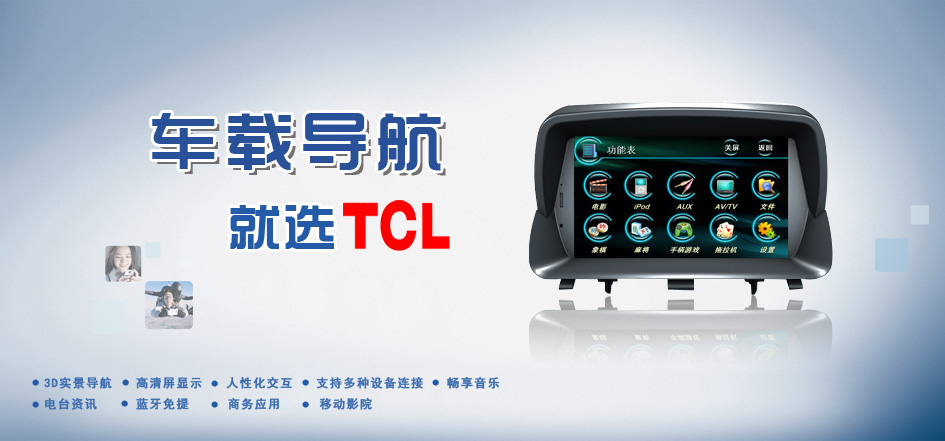 车载导航
就选TCL
功能表 关屏 返回
电影 iPod AUX AV/TV 文件
象棋 麻将 手柄游戏 拖拉机 设置
3D实景导航 高清屏显示 人性化交互 支持多种设备连接 畅享音乐
电台资讯 蓝牙免提 商务应用 移动影院